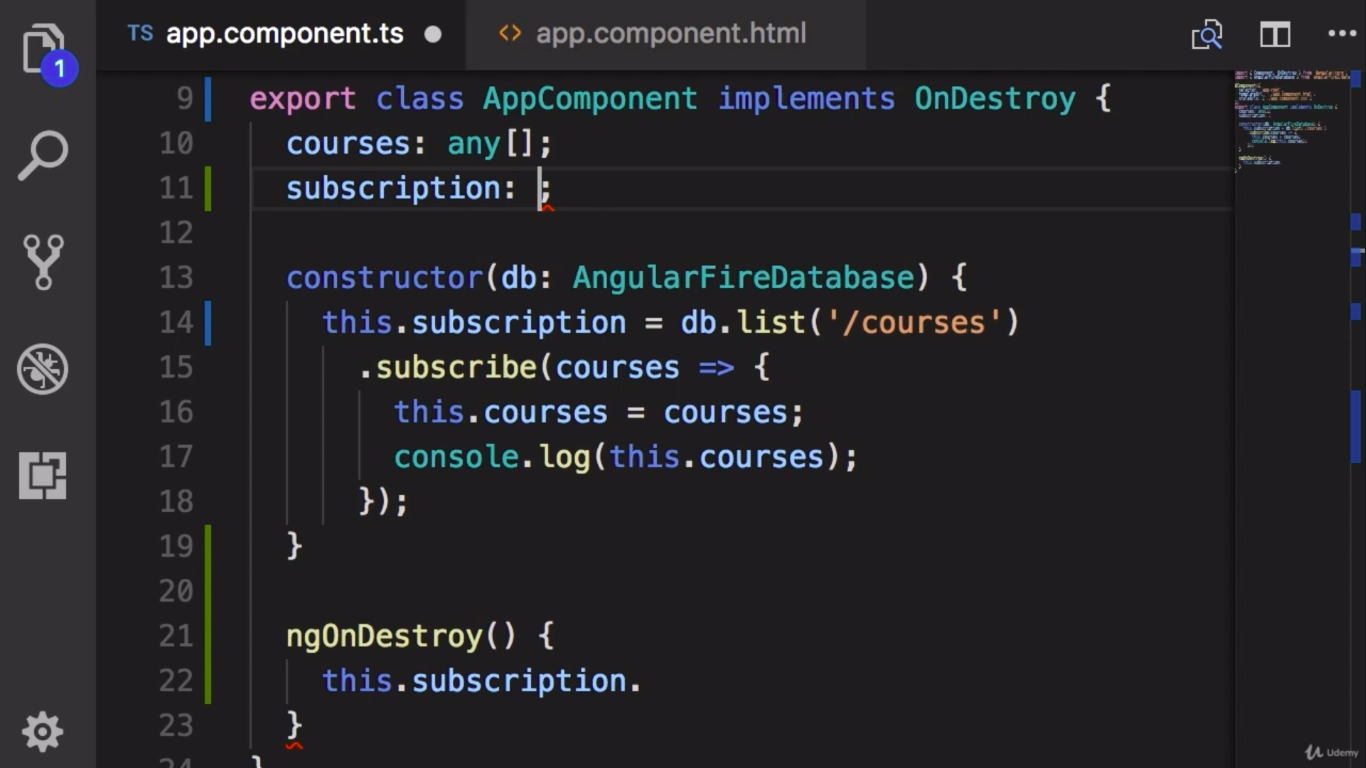 TS app.component.ts
<> app.component.html
1
9 export class AppComponent implements OnDestroy {
10 courses: any[];
11 subscription: ;
12
13 constructor(db: AngularFireDatabase) {
14 this.subscription = db.list('/courses')
15 .subscribe(courses => {
16 this.courses = courses;
17 console.log(this.courses);
18 });
19 }
20
21 ngOnDestroy() {
22 this.subscription.
23 }
24 }
Udemy